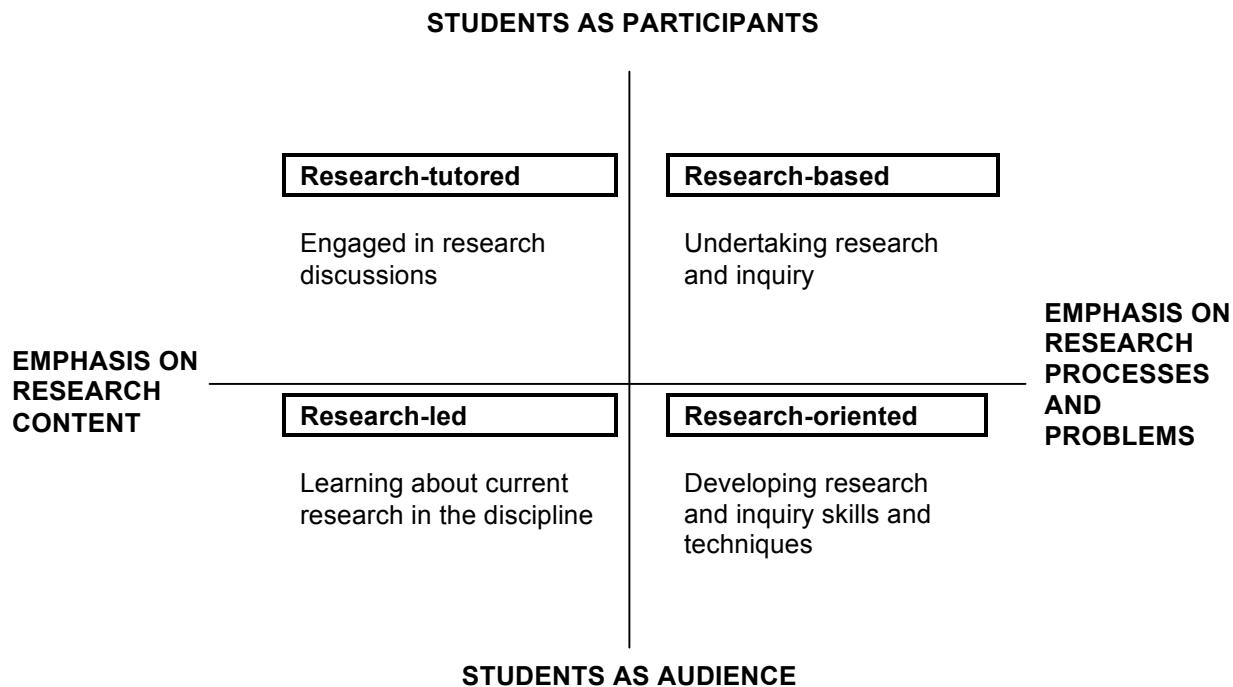 STUDENTS AS PARTICIPANTS
Research-tutored
Engaged in research
discussions
Research-based
Undertaking research
and inquiry
EMPHASIS ON
RESEARCH
CONTENT
EMPHASIS ON
RESEARCH
PROCESSES
AND
PROBLEMS
Research-led
Learning about current
research in the discipline
Research-oriented
Developing research
and inquiry skills and
techniques
STUDENTS AS AUDIENCE